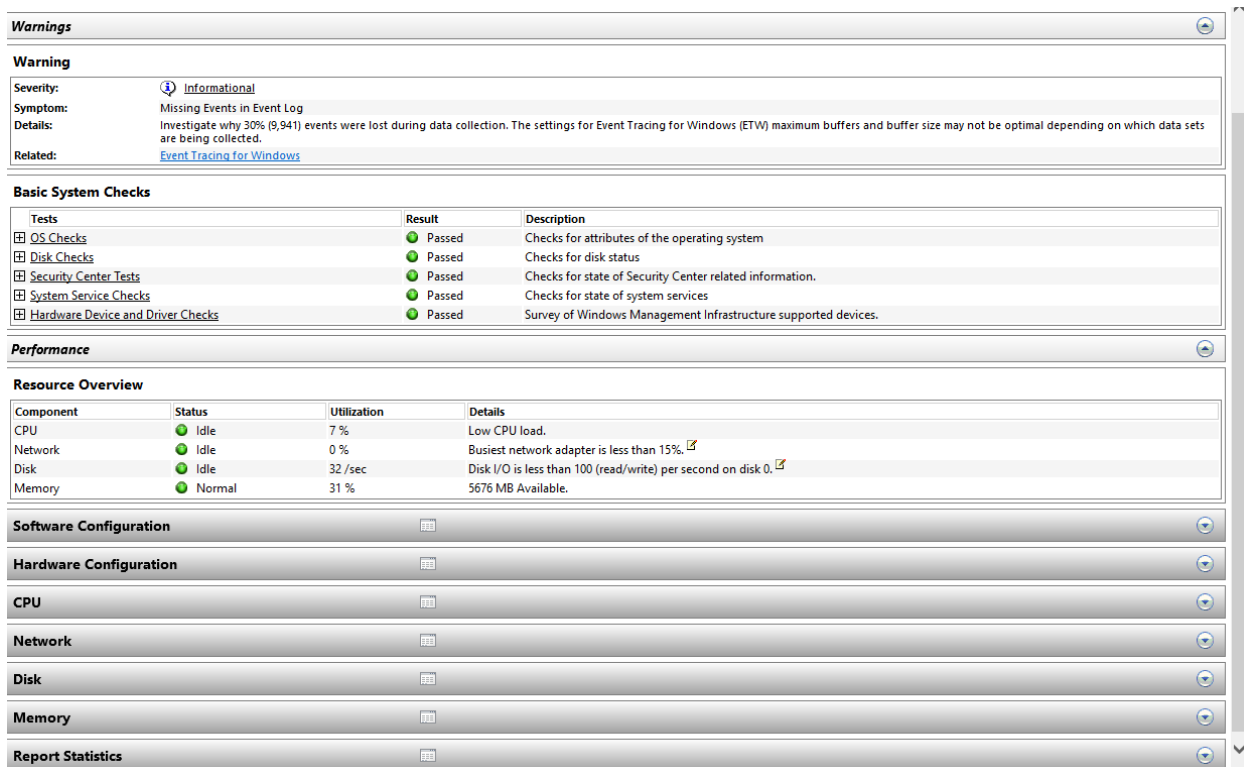 Warnings
Warning
Severity: Informational
Symptom: Missing Events in Event Log
Details: Investigate why 30% (9,941) events were lost during data collection. The settings for Event Tracing for Windows (ETW) maximum buffers and buffer size may not be optimal depending on which data sets
are being collected.
Related: Event Tracing for Windows
Basic System Checks
Tests Result Description
OS Checks Passed Checks for attributes of the operating system
Disk Checks Passed Checks for disk status
Security Center Tests Passed Checks for state of Security Center related information.
System Service Checks Passed Checks for state of system services
Hardware Device and Driver Checks Passed Survey of Windows Management Infrastructure supported devices.
Performance
Resource Overview
Component Status Utilization Details
CPU Idle 7 % Low CPU load.
Network Idle 0 % Busiest network adapter is less than 15%.
Disk Idle 32 /sec Disk I/O is less than 100 (read/write) per second on disk 0.
Memory Normal 31 % 5676 MB Available.
Software Configuration
Hardware Configuration
CPU
Network
Disk
Memory
Report Statistics